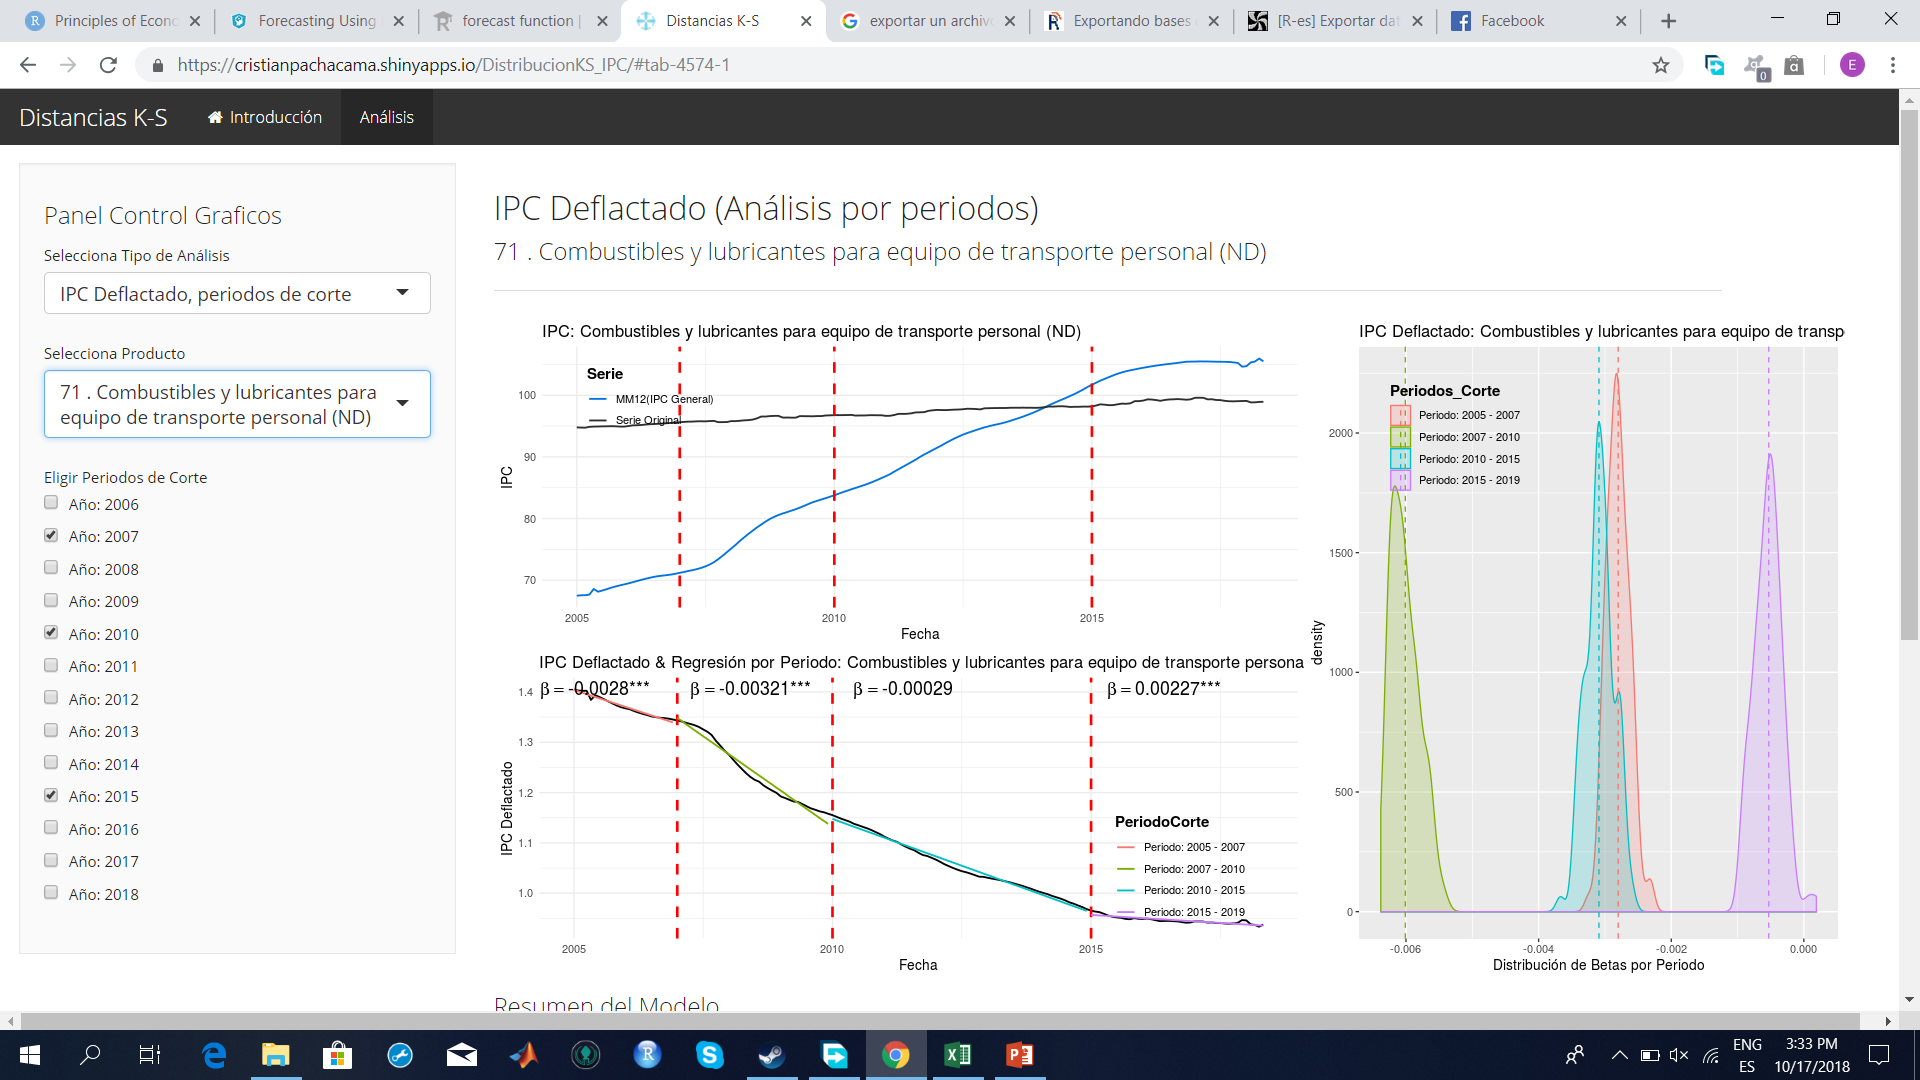 Principles of Econo
Forecasting Using
forecast function |
Distancias K-S
exportar un archivo
Exportando bases
[R-es] Exportar dat
Facebook
https://cristianpachacama.shinyapps.io/DistribucionKS_IPC/#tab-4574-1
0
E
Distancias K-S
Introducción
Análisis
Panel Control Graficos
Selecciona Tipo de Análisis
IPC Deflactado, periodos de corte
Selecciona Producto
71 . Combustibles y lubricantes para
equipo de transporte personal (ND)
Eligir Periodos de Corte
Año: 2006
Año: 2007
Año: 2008
Año: 2009
Año: 2010
Año: 2011
Año: 2012
Año: 2013
Año: 2014
Año: 2015
Año: 2016
Año: 2017
Año: 2018
IPC Deflactado (Análisis por periodos)
71 . Combustibles y lubricantes para equipo de transporte personal (ND)
IPC: Combustibles y lubricantes para equipo de transporte personal (ND)
Serie
MM12(IPC General)
Serie Original
100
90
80
70
IPC
2005
2010
2015
Fecha
IPC Deflactado & Regresión por Periodo: Combustibles y lubricantes para equipo de transporte persona
β = -0.0028***
β = -0.00321***
β = -0.00029
β = 0.00227***
1.4
1.3
1.2
1.1
1.0
IPC Deflactado
PeriodoCorte
Periodo: 2005 - 2007
Periodo: 2007 - 2010
Periodo: 2010 - 2015
Periodo: 2015 - 2019
2005
2010
2015
Fecha
IPC Deflactado: Combustibles y lubricantes para equipo de transp
Periodos_Corte
Periodo: 2005 - 2007
Periodo: 2007 - 2010
Periodo: 2010 - 2015
Periodo: 2015 - 2019
2000
1500
1000
500
0
density
-0.006
-0.004
-0.002
0.000
Distribución de Betas por Periodo
Resumen del Modelo
ENG
ES
3:33 PM
10/17/2018